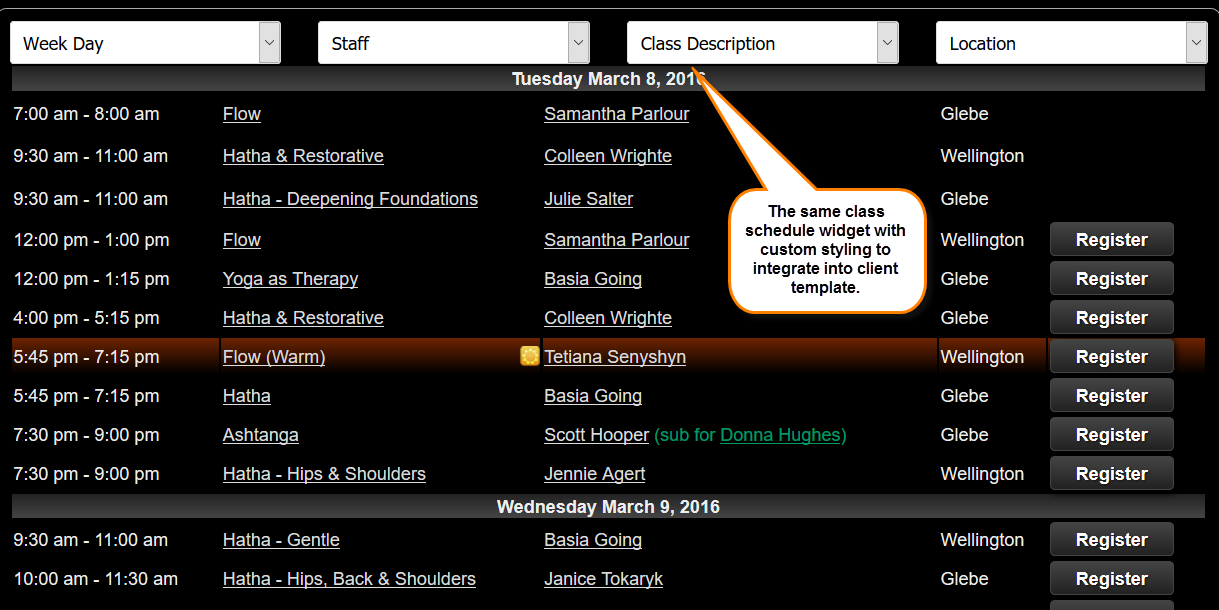 Week Day Staff Class Description Location
Tuesday March 8, 2016
7:00 am - 8:00 am Flow Samantha Parlour Glebe
9:30 am - 11:00 am Hatha & Restorative Colleen Wrighte Wellington
9:30 am - 11:00 am Hatha - Deepening Foundations Julie Salter Glebe
The same class
schedule widget with
custom styling to
integrate into client
template.
12:00 pm - 1:00 pm Flow Samantha Parlour Wellington Register
12:00 pm - 1:15 pm Yoga as Therapy Basia Going Glebe Register
4:00 pm - 5:15 pm Hatha & Restorative Colleen Wrighte Glebe Register
5:45 pm - 7:15 pm Flow (Warm) Tetiana Senyshyn Wellington Register
5:45 pm - 7:15 pm Hatha Basia Going Glebe Register
7:30 pm - 9:00 pm Ashtanga Scott Hooper (sub for Donna Hughes) Glebe Register
7:30 pm - 9:00 pm Hatha - Hips & Shoulders Jennie Agert Wellington Register
Wednesday March 9, 2016
9:30 am - 11:00 am Hatha - Gentle Basia Going Wellington Register
10:00 am - 11:30 am Hatha - Hips, Back & Shoulders Janice Tokaryk Glebe Register